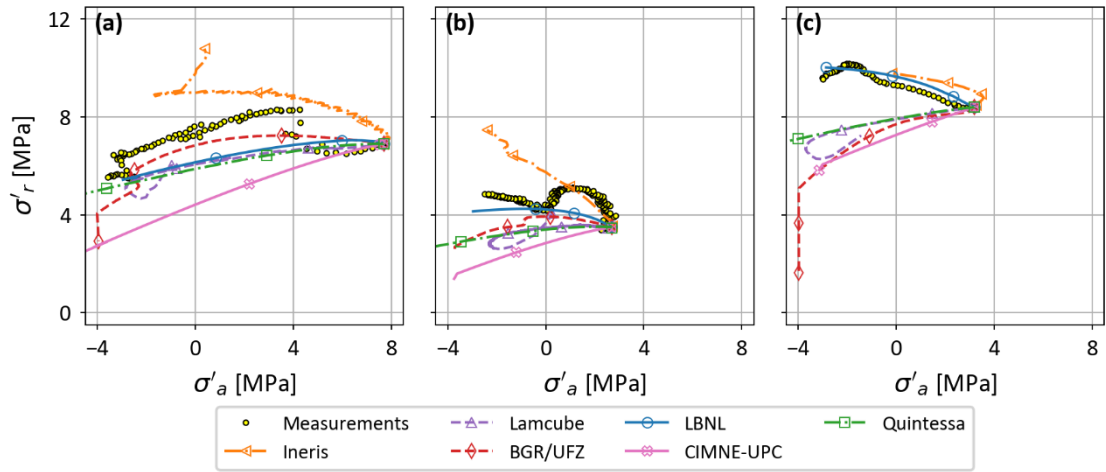 (a) (b) (c)
12
8
4
0
σ'r [MPa]
−4 0 4 8 −4 0 4 8 −4 0 4 8
σ'a [MPa] σ'a [MPa] σ'a [MPa]
Measurements Lamcube LBNL Quintessa
Ineris BGR/UFZ CIMNE-UPC